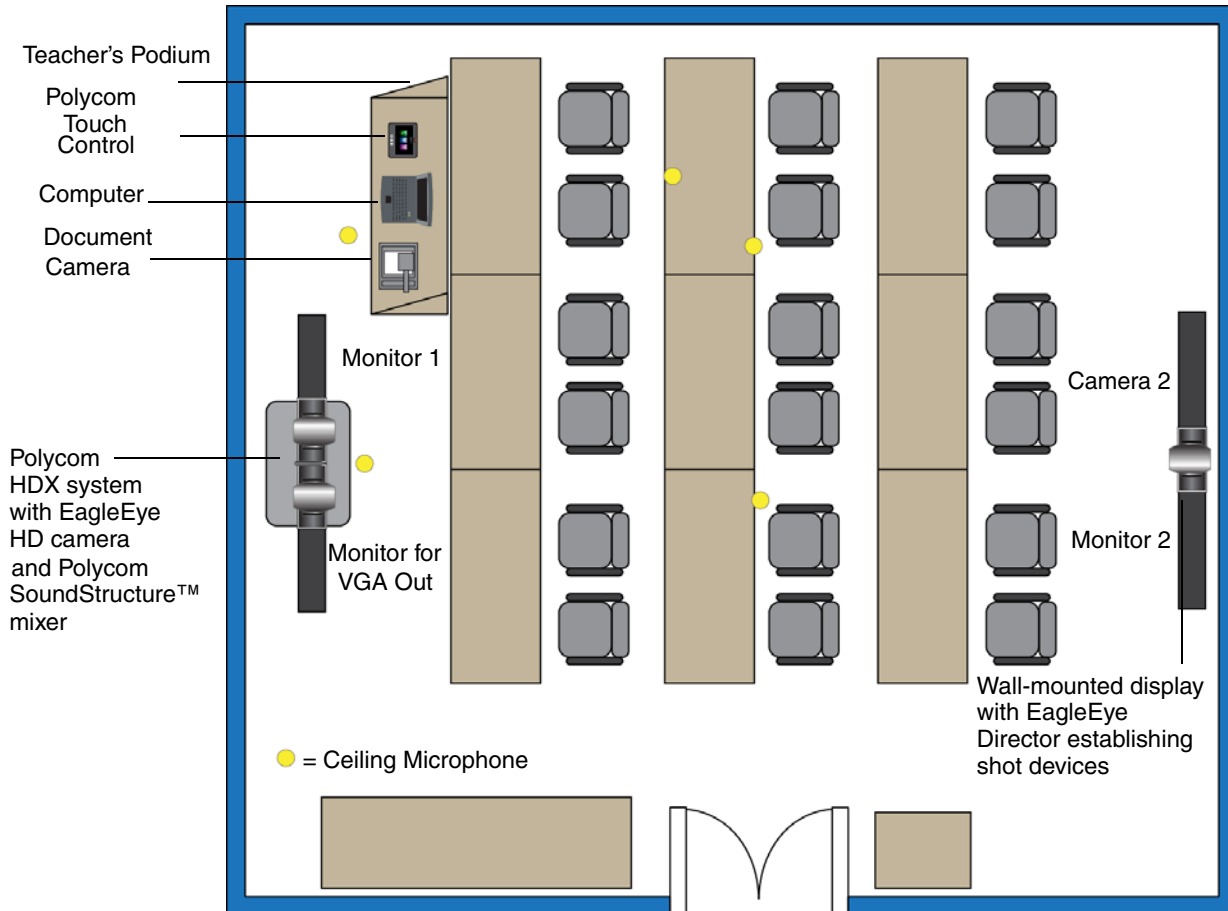 Teacher's Podium
Polycom
Touch
Control
Computer
Document
Camera
Monitor 1
Polycom
HDX system
with EagleEye
HD camera
and Polycom
SoundStructure™
mixer
Monitor for
VGA Out
Camera 2
Monitor 2
Wall-mounted display
with EagleEye
Director establishing
shot devices
= Ceiling Microphone